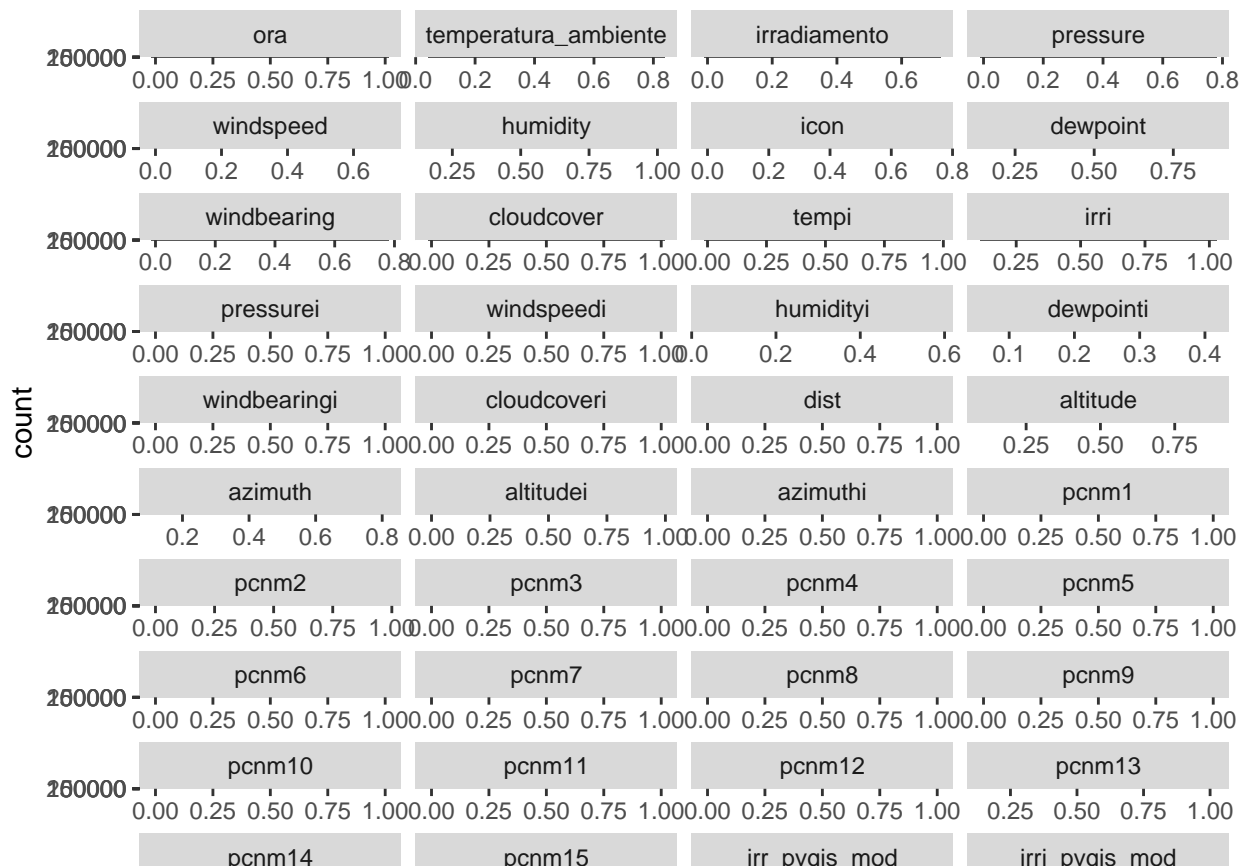 ora temperatura_ambiente irradiamento pressure
0.00 0.25 0.50 0.75 1.00 0.0 0.2 0.4 0.6 0.8 0.0 0.2 0.4 0.6 0.0 0.2 0.4 0.6 0.8
windspeed humidity icon dewpoint
0.0 0.2 0.4 0.6 0.25 0.50 0.75 1.00 0.0 0.2 0.4 0.6 0.8 0.25 0.50 0.75
windbearing cloudcover tempi irri
0.0 0.2 0.4 0.6 0.8 0.00 0.25 0.50 0.75 1.00 0.00 0.25 0.50 0.75 1.00 0.25 0.50 0.75 1.00
pressurei windspeedi humidityi dewpointi
0.00 0.25 0.50 0.75 1.00 0.00 0.25 0.50 0.75 1.00 0.0 0.2 0.4 0.6 0.1 0.2 0.3 0.4
count
windbearingi cloudcoveri dist altitude
0.00 0.25 0.50 0.75 1.00 0.00 0.25 0.50 0.75 1.00 0.00 0.25 0.50 0.75 1.00 0.25 0.50 0.75
azimuth altitudei azimuthi pcnm1
0.2 0.4 0.6 0.8 0.00 0.25 0.50 0.75 1.00 0.00 0.25 0.50 0.75 1.00 0.00 0.25 0.50 0.75 1.00
pcnm2 pcnm3 pcnm4 pcnm5
0.00 0.25 0.50 0.75 1.00 0.00 0.25 0.50 0.75 1.00 0.00 0.25 0.50 0.75 1.00 0.00 0.25 0.50 0.75 1.00
pcnm6 pcnm7 pcnm8 pcnm9
0.00 0.25 0.50 0.75 1.00 0.00 0.25 0.50 0.75 1.00 0.00 0.25 0.50 0.75 1.00 0.00 0.25 0.50 0.75 1.00
pcnm10 pcnm11 pcnm12 pcnm13
0.00 0.25 0.50 0.75 1.00 0.00 0.25 0.50 0.75 1.00 0.00 0.25 0.50 0.75 1.00 0.25 0.50 0.75 1.00
pcnm14 pcnm15 irr_pvgis_mod irri_pvgis_mod